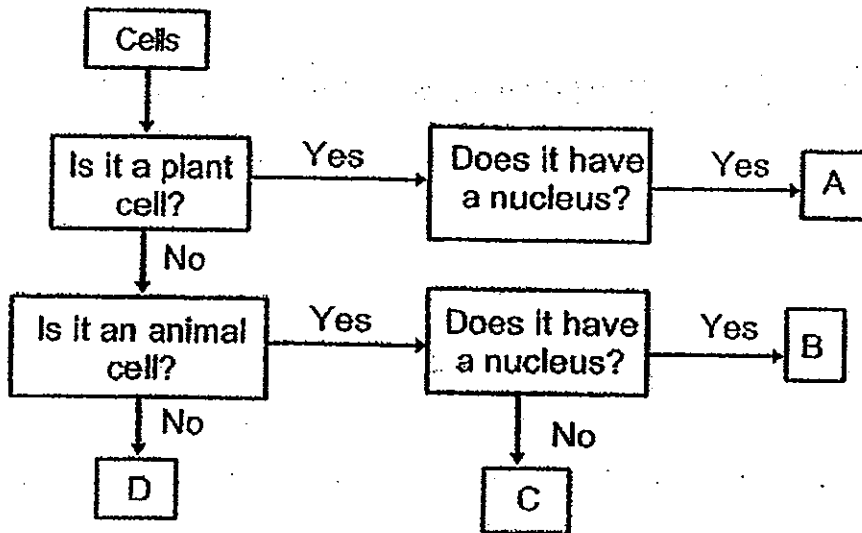 Cells
Is it a plant
cell?
Yes
Does it have
a nucleus?
Yes
A
No
Is it an animal
cell?
Yes
Does it have
a nucleus?
Yes
B
No
D
No
C